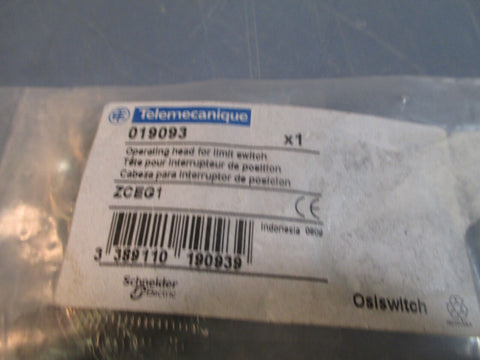 Telemecanique
019093 x1
Operating head for limit switch
Tête pour interrupteur de position
Cabeza para interruptor de posicion
ZCEG1
CE
Indonesia
3 389110 190939
Schneider
Electric
Osiswitch